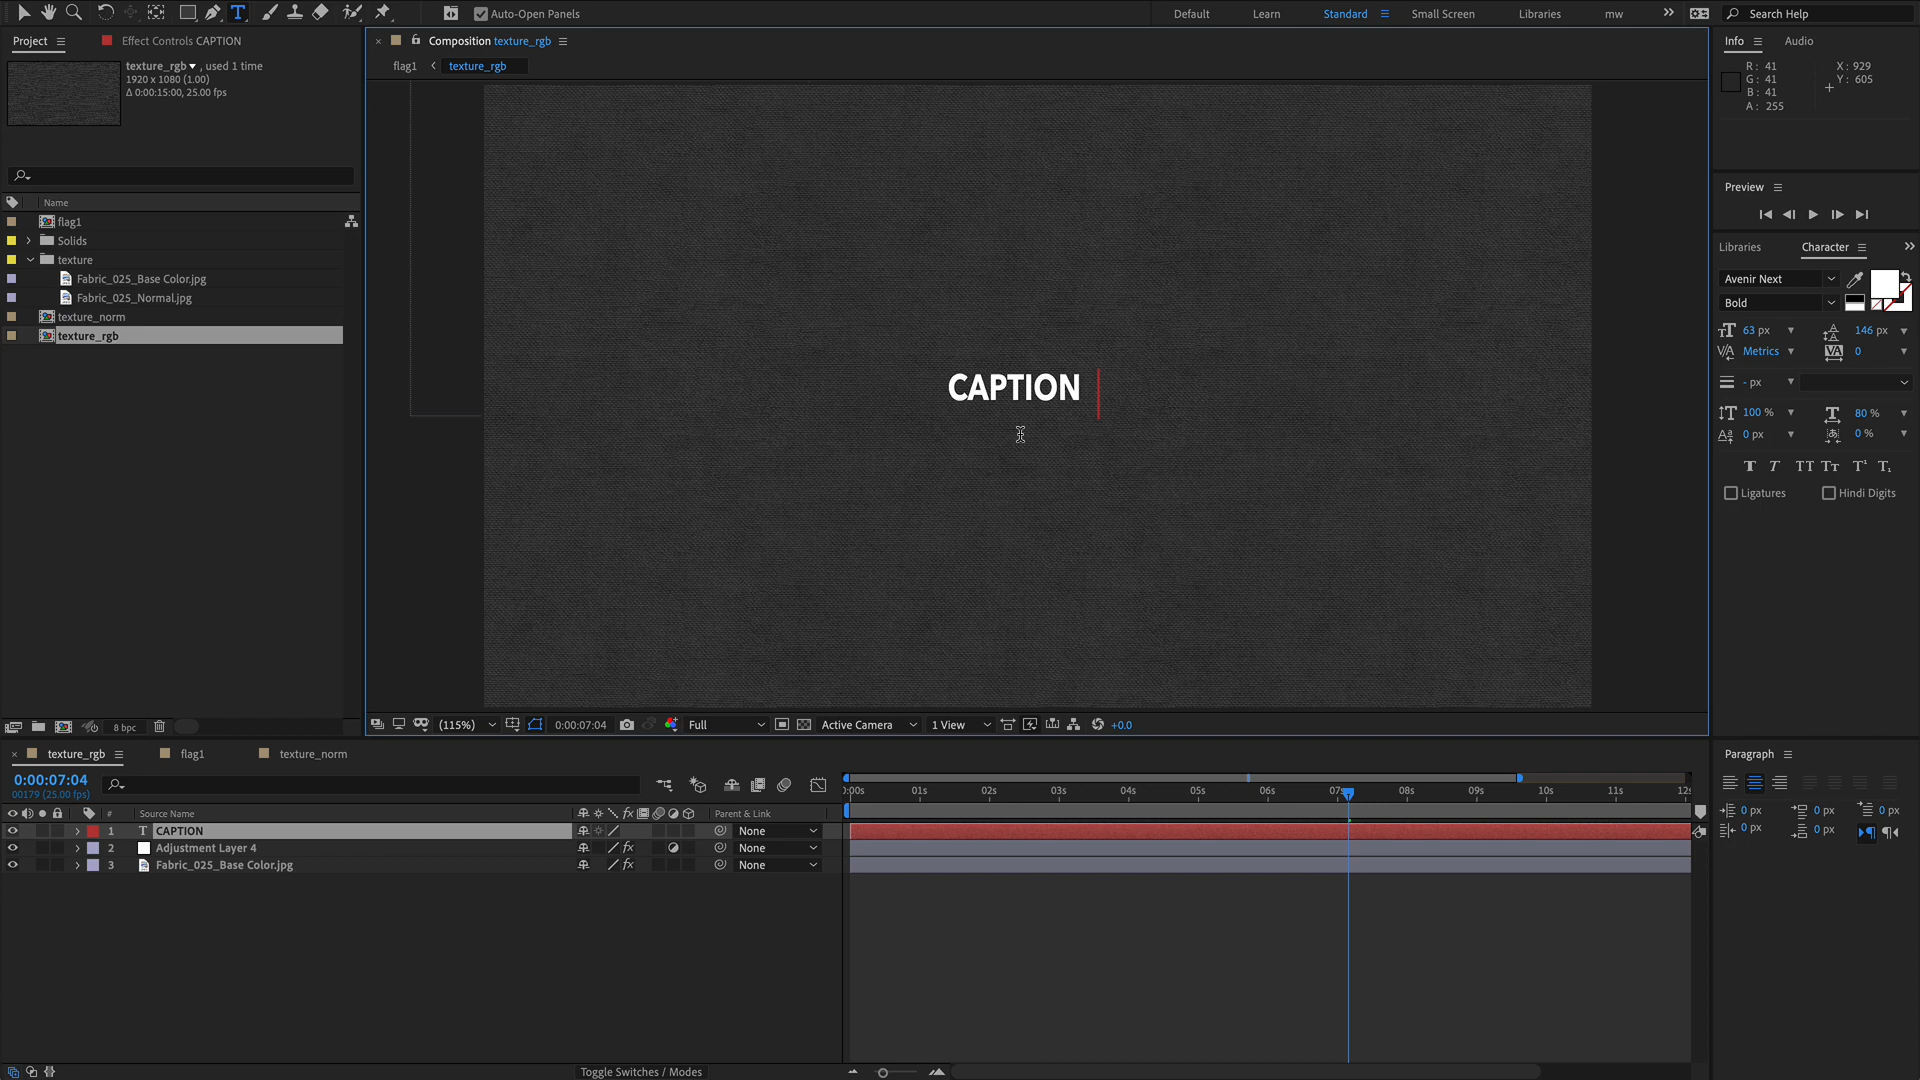 Auto-Open Panels
Default
Learn
Standard
Small Screen
Libraries
mw
Search Help
Project
Effect Controls CAPTION
texture_rgb , used 1 time
1920 x 1080 (1.00)
Δ 0:00:15:00, 25.00 fps
Name
flag1
Solids
texture
Fabric_025_Base Color.jpg
Fabric_025_Normal.jpg
texture_norm
texture_rgb
8 bpc
Composition texture_rgb
flag1
texture_rgb
CAPTION
(115%)
0:00:07:04
Full
Active Camera
1 View
+0.0
Info
Audio
R: 41
G: 41
B: 41
A: 255
X: 929
Y: 605
Preview
Libraries
Character
Avenir Next
Bold
63 px
146 px
Metrics
0
- px
100 %
80 %
0 px
0 %
Ligatures
Hindi Digits
texture_rgb
flag1
texture_norm
0:00:07:04
00179 (25.00 fps)
:00s 01s 02s 03s 04s 05s 06s 07s 08s 09s 10s 11s 12s
# Source Name
Parent & Link
1 CAPTION None
2 Adjustment Layer 4 None
3 Fabric_025_Base Color.jpg None
Toggle Switches / Modes
Paragraph
0 px
0 px
0 px
0 px
0 px